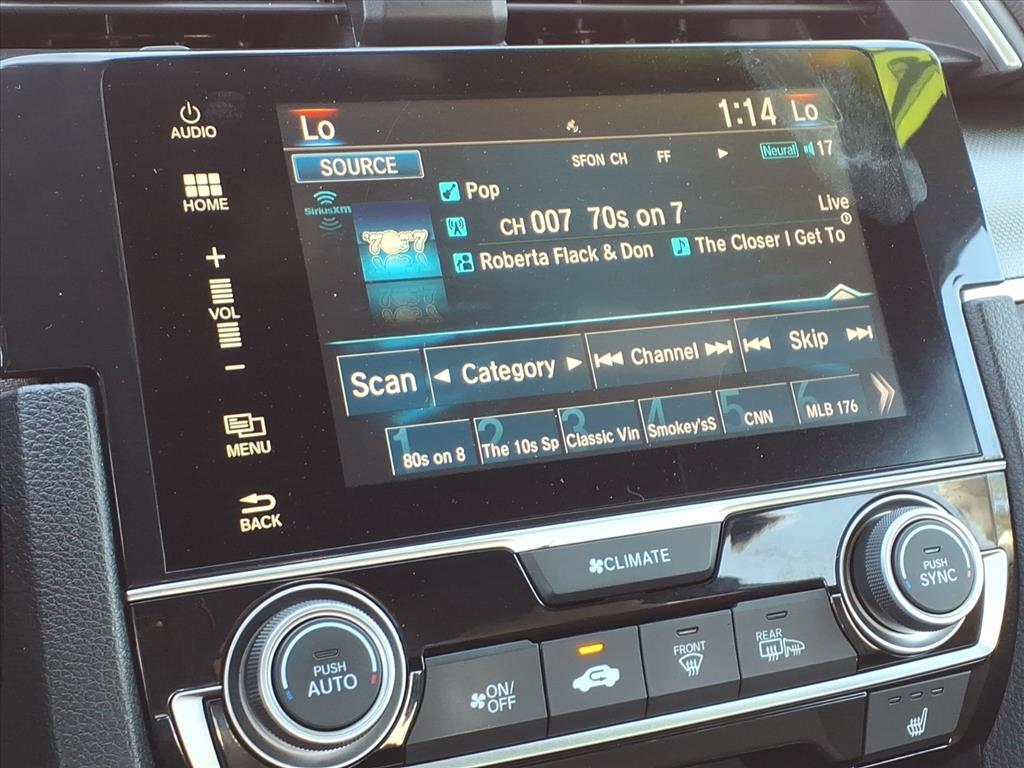 AUDIO
HOME
+
VOL
−
MENU
BACK
Lo
1:14
Lo
SOURCE
SFON CH FF
Neural
17
SiriusXM
'70s7
Pop
CH 007 70s on 7
Live
Roberta Flack & Don
The Closer I Get To
Scan
Category
Channel
Skip
1 80s on 8
2 The 10s Sp
3 Classic Vin
4 Smokey'sS
5 CNN
6 MLB 176
CLIMATE
PUSH
AUTO
ON/
OFF
FRONT
REAR
PUSH
SYNC